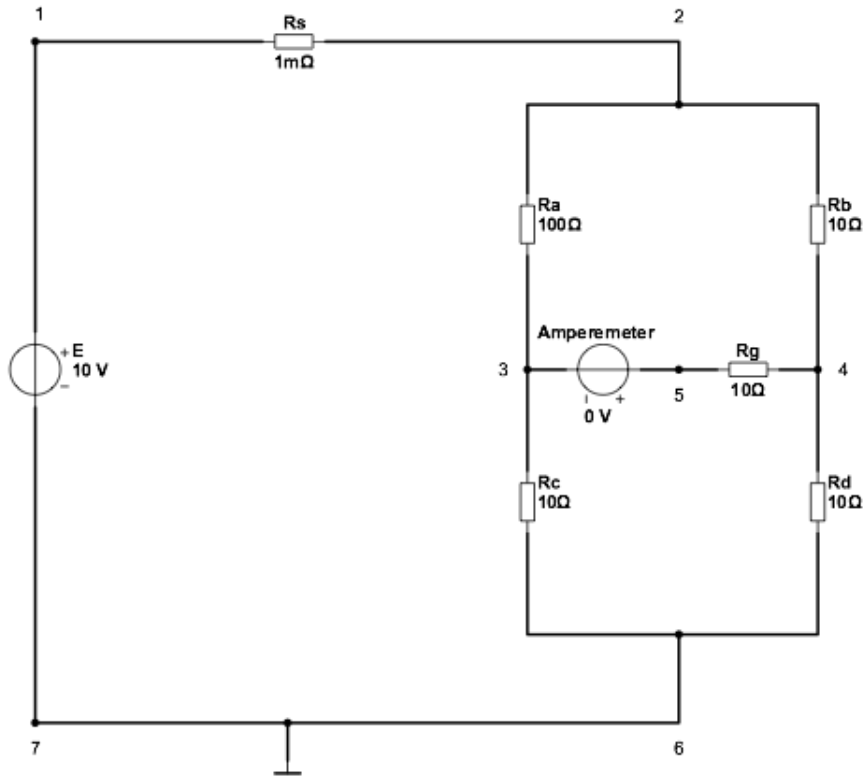 1
Rs
1mΩ
2
Ra
100Ω
Rb
10Ω
+ E
10 V
−
Amperemeter
3
− +
0 V
5
Rg
10Ω
4
Rc
10Ω
Rd
10Ω
7
6